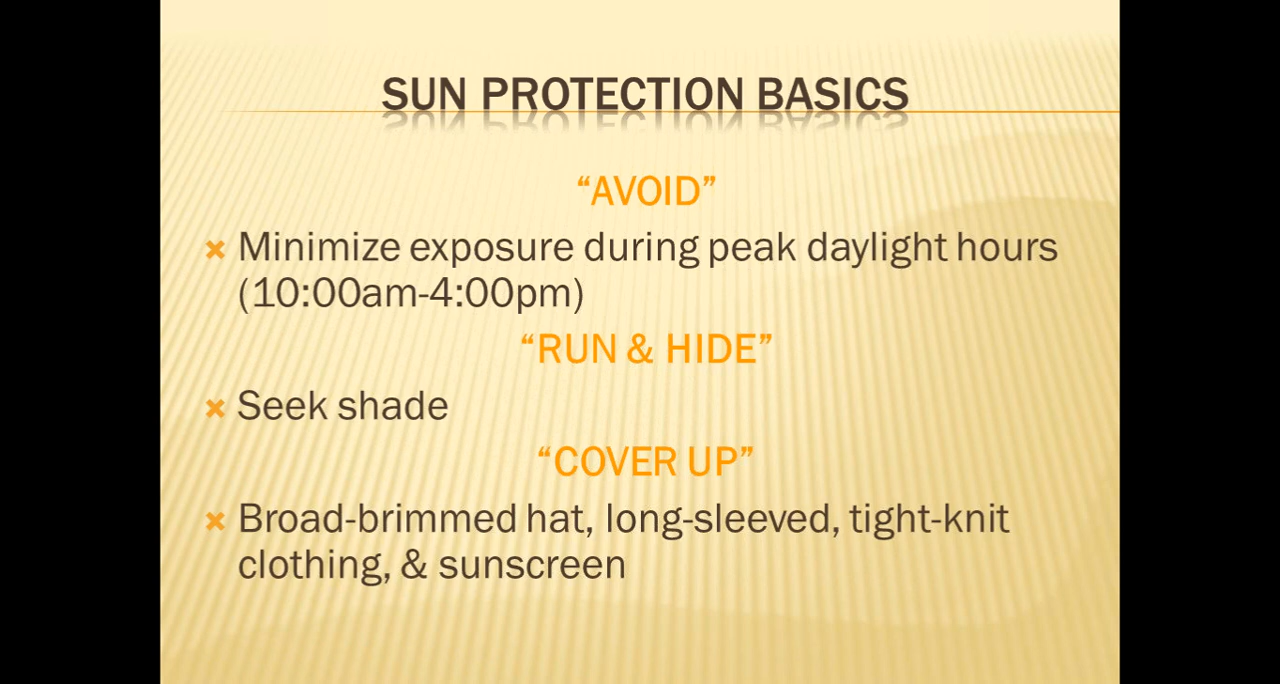 SUN PROTECTION BASICS
“AVOID”
Minimize exposure during peak daylight hours
(10:00am-4:00pm)
“RUN & HIDE”
Seek shade
“COVER UP”
Broad-brimmed hat, long-sleeved, tight-knit
clothing, & sunscreen